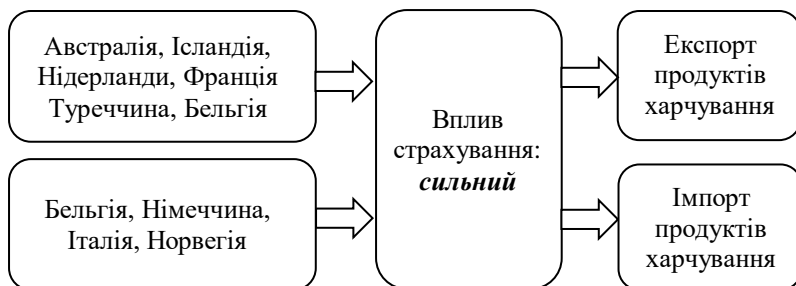 Австралія, Ісландія,
Нідерланди, Франція
Туреччина, Бельгія
Бельгія, Німеччина,
Італія, Норвегія
Вплив
страхування:
сильний
Експорт
продуктів
харчування
Імпорт
продуктів
харчування